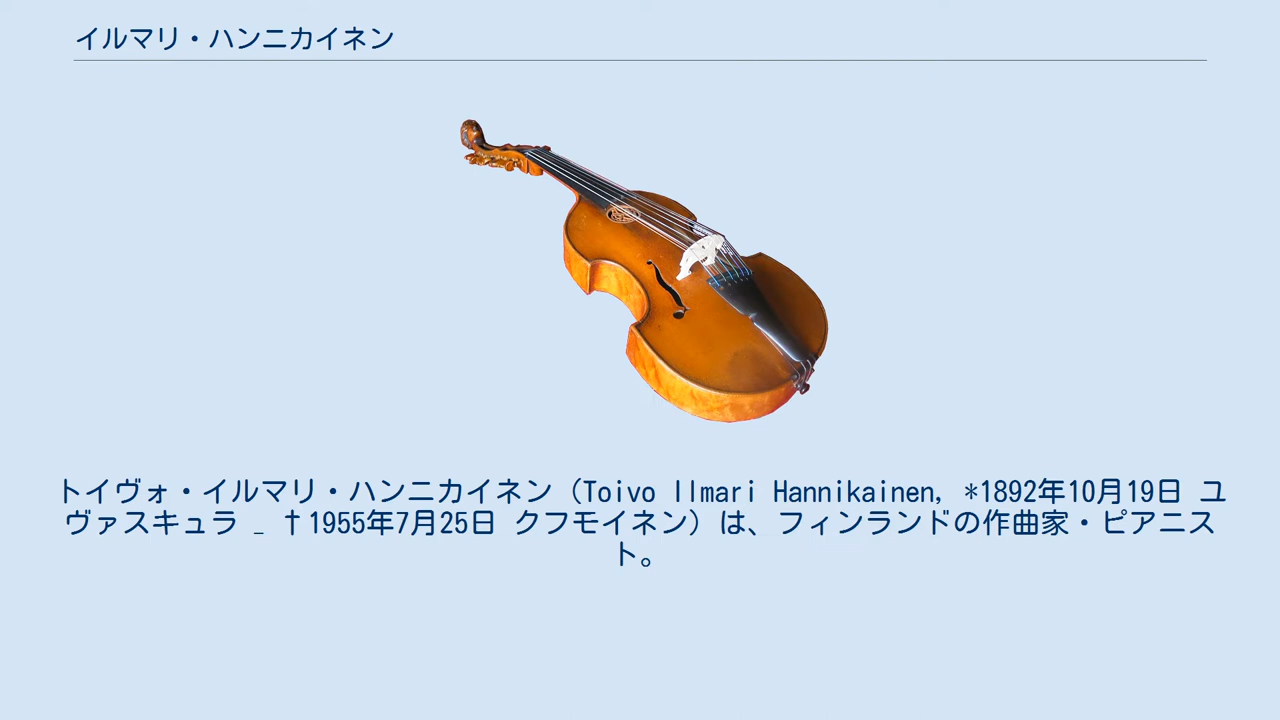 イルマリ・ハンニカイネン
トイヴォ・イルマリ・ハンニカイネン（Toivo Ilmari Hannikainen, *1892年10月19日 ユ
ヴァスキュラ _ †1955年7月25日 クフモイネン）は、フィンランドの作曲家・ピアニス
ト。